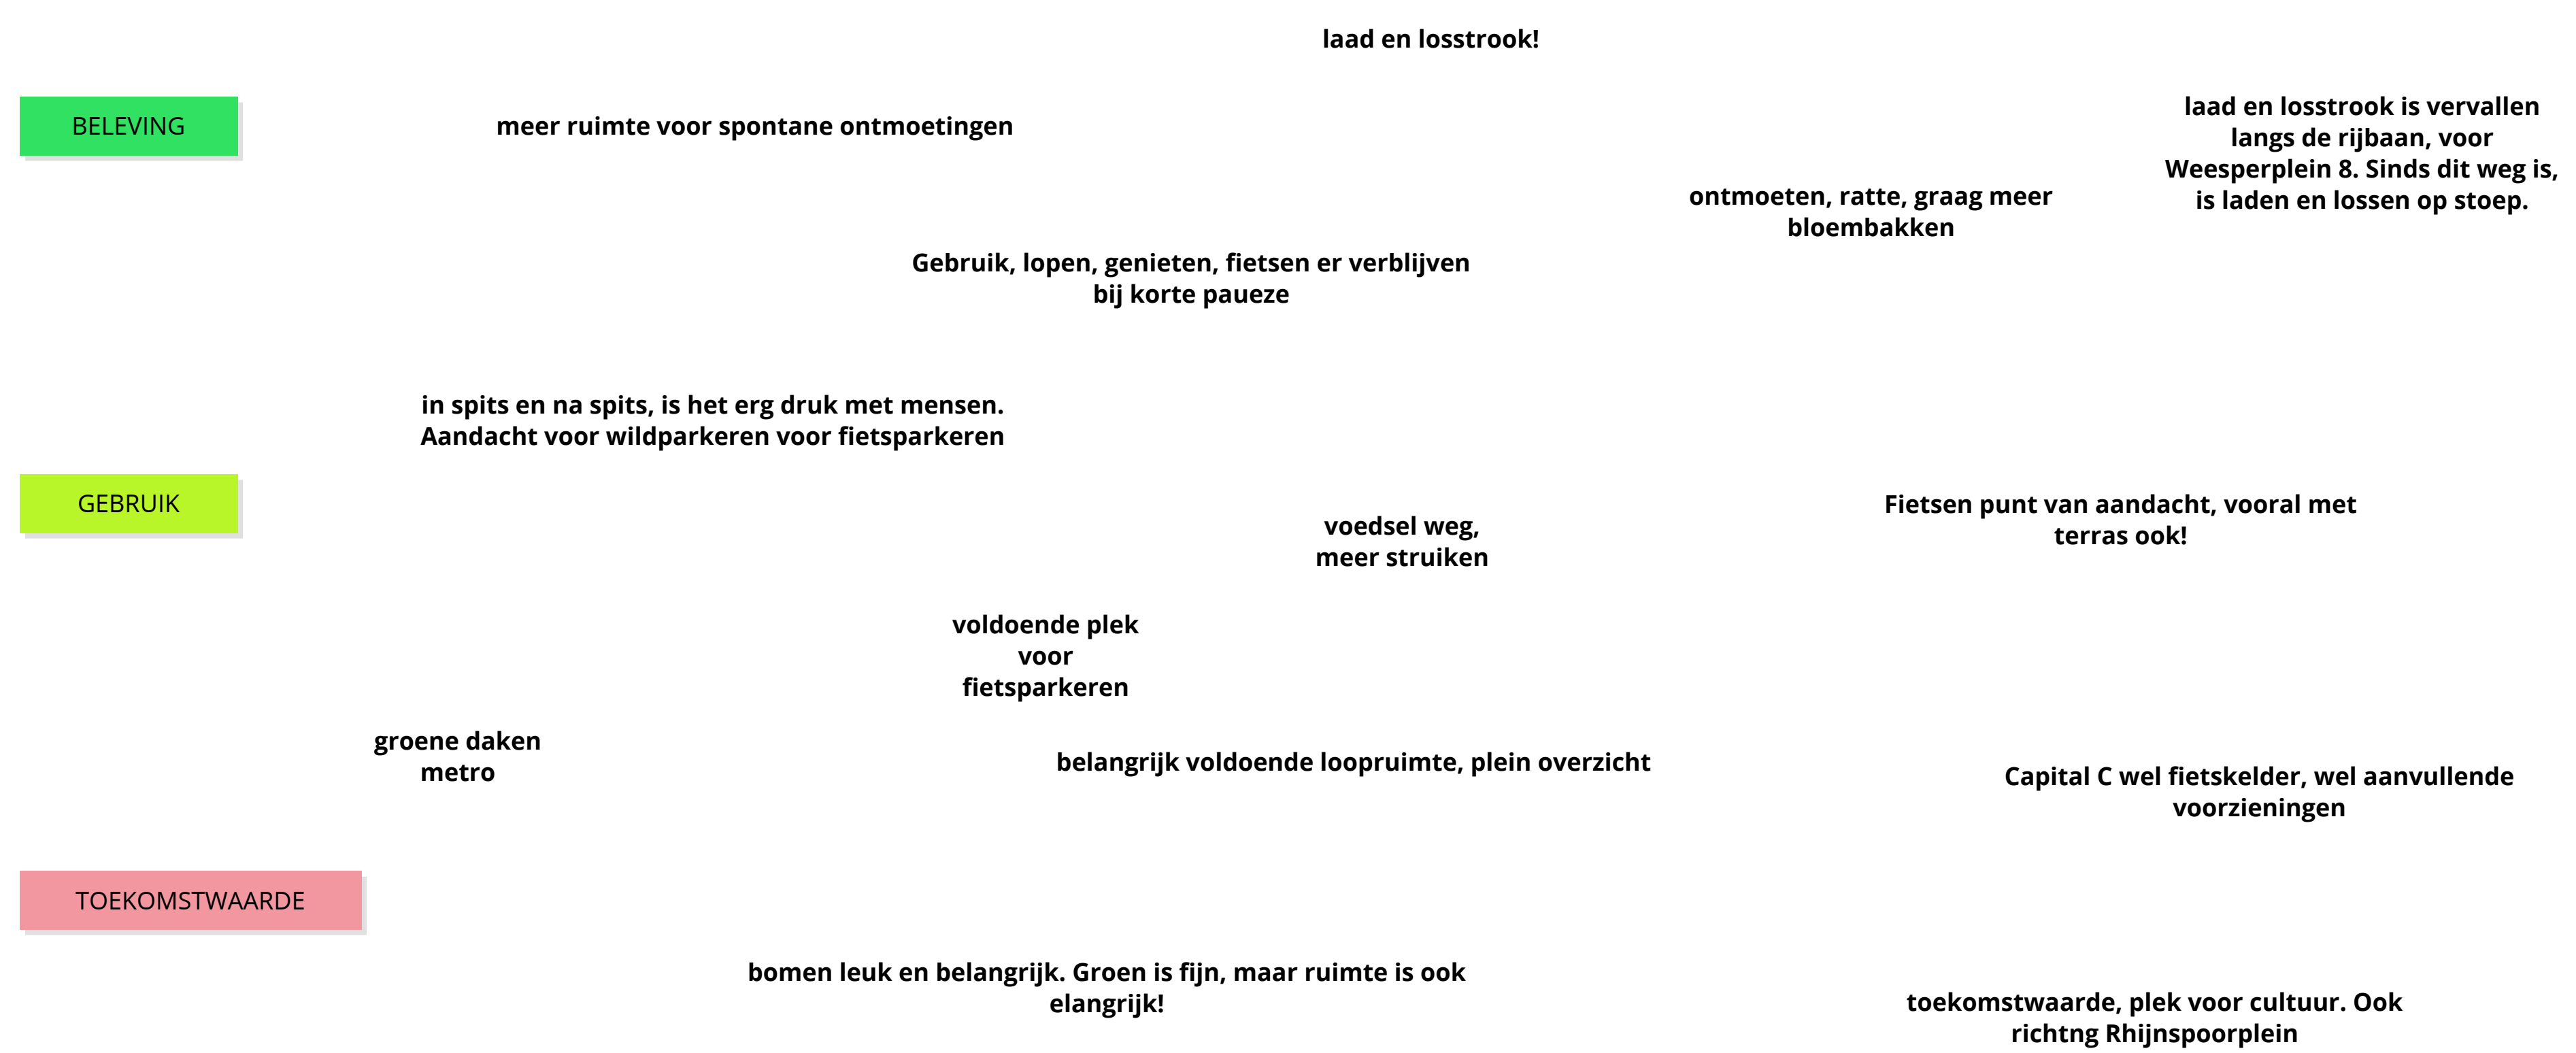 laad en losstrook!
BELEVING
meer ruimte voor spontane ontmoetingen
laad en losstrook is vervallen
langs de rijbaan, voor
Weesperplein 8. Sinds dit weg is,
is laden en lossen op stoep.
ontmoeten, ratte, graag meer
bloembakken
Gebruik, lopen, genieten, fietsen er verblijven
bij korte paueze
in spits en na spits, is het erg druk met mensen.
Aandacht voor wildparkeren voor fietsparkeren
GEBRUIK
voedsel weg,
meer struiken
Fietsen punt van aandacht, vooral met
terras ook!
voldoende plek
voor
fietsparkeren
groene daken
metro
belangrijk voldoende loopruimte, plein overzicht
Capital C wel fietskelder, wel aanvullende
voorzieningen
TOEKOMSTWAARDE
bomen leuk en belangrijk. Groen is fijn, maar ruimte is ook
elangrijk!
toekomstwaarde, plek voor cultuur. Ook
richtng Rhijnspoorplein